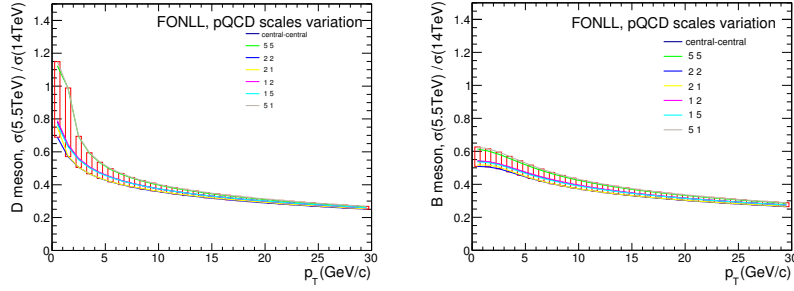 D meson, σ(5.5TeV) / σ(14TeV)
1.4
1.2
1
0.8
0.6
0.4
0.2
0
FONLL, pQCD scales variation
central-central
5 5
2 2
2 1
1 2
1 5
5 1
0 5 10 15 20 25 30
p_T(GeV/c)
B meson, σ(5.5TeV) / σ(14TeV)
1.4
1.2
1
0.8
0.6
0.4
0.2
0
FONLL, pQCD scales variation
central-central
5 5
2 2
2 1
1 2
1 5
5 1
0 5 10 15 20 25 30
p_T(GeV/c)